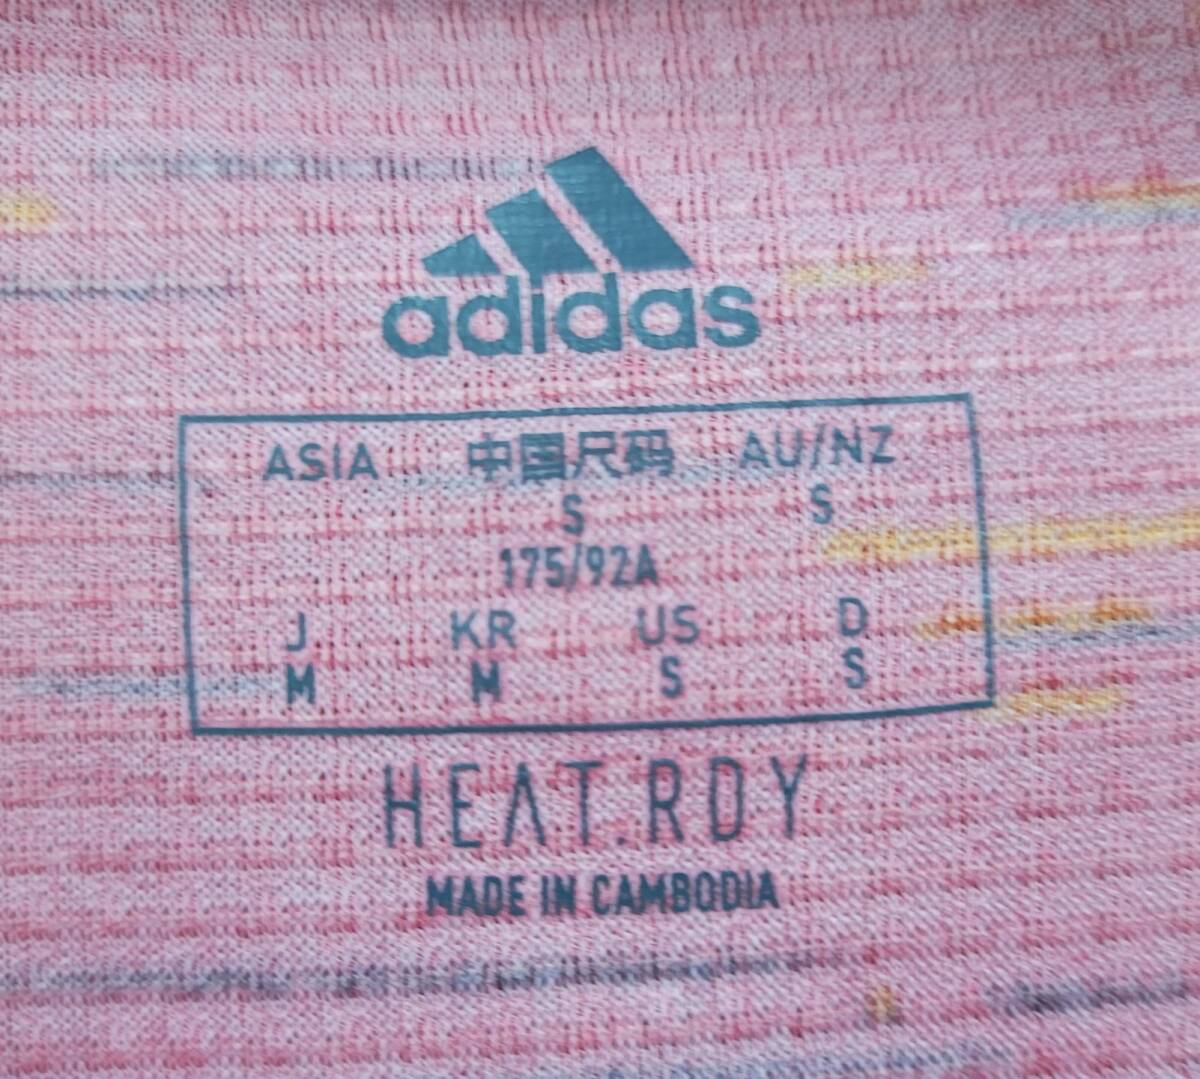 adidas
ASIA 中国尺码 AU/NZ
S S
175/92A
J KR US D
M M S S
HEAT.RDY
MADE IN CAMBODIA